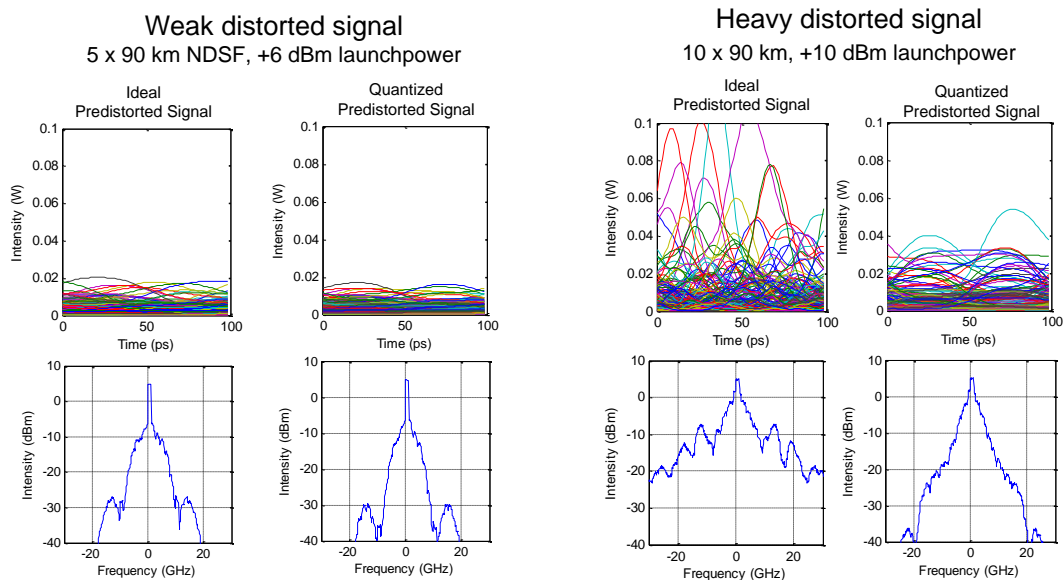 Weak distorted signal
5 x 90 km NDSF, +6 dBm launchpower
Ideal
Predistorted Signal
0.1
0.08
0.06
0.04
0.02
0
Intensity (W)
0
50
100
Time (ps)
Quantized
Predistorted Signal
0.1
0.08
0.06
0.04
0.02
0
Intensity (W)
0
50
100
Time (ps)
10
0
-10
-20
-30
-40
Intensity (dBm)
-20
0
20
Frequency (GHz)
10
0
-10
-20
-30
-40
Intensity (dBm)
-20
0
20
Frequency (GHz)
Heavy distorted signal
10 x 90 km, +10 dBm launchpower
Ideal
Predistorted Signal
0.1
0.08
0.06
0.04
0.02
0
Intensity (W)
0
50
100
Time (ps)
Quantized
Predistorted Signal
0.1
0.08
0.06
0.04
0.02
0
Intensity (W)
0
50
100
Time (ps)
10
0
-10
-20
-30
-40
Intensity (dBm)
-20
0
20
Frequency (GHz)
10
0
-10
-20
-30
-40
Intensity (dBm)
-20
0
20
Frequency (GHz)